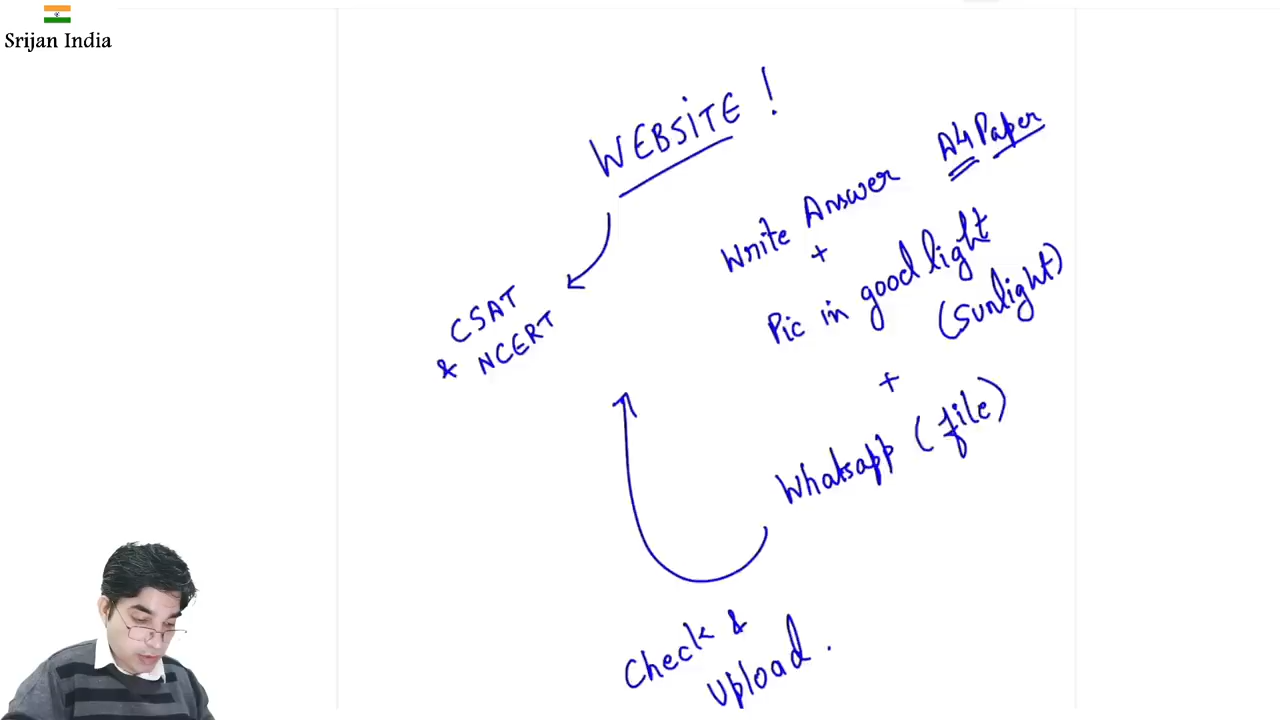 Srijan India
WEBSITE !
CSAT
& NCERT
A4 Paper
Write Answer
+
Pic in good light
(sunlight)
+
Whatsapp (file)
Check &
Upload.